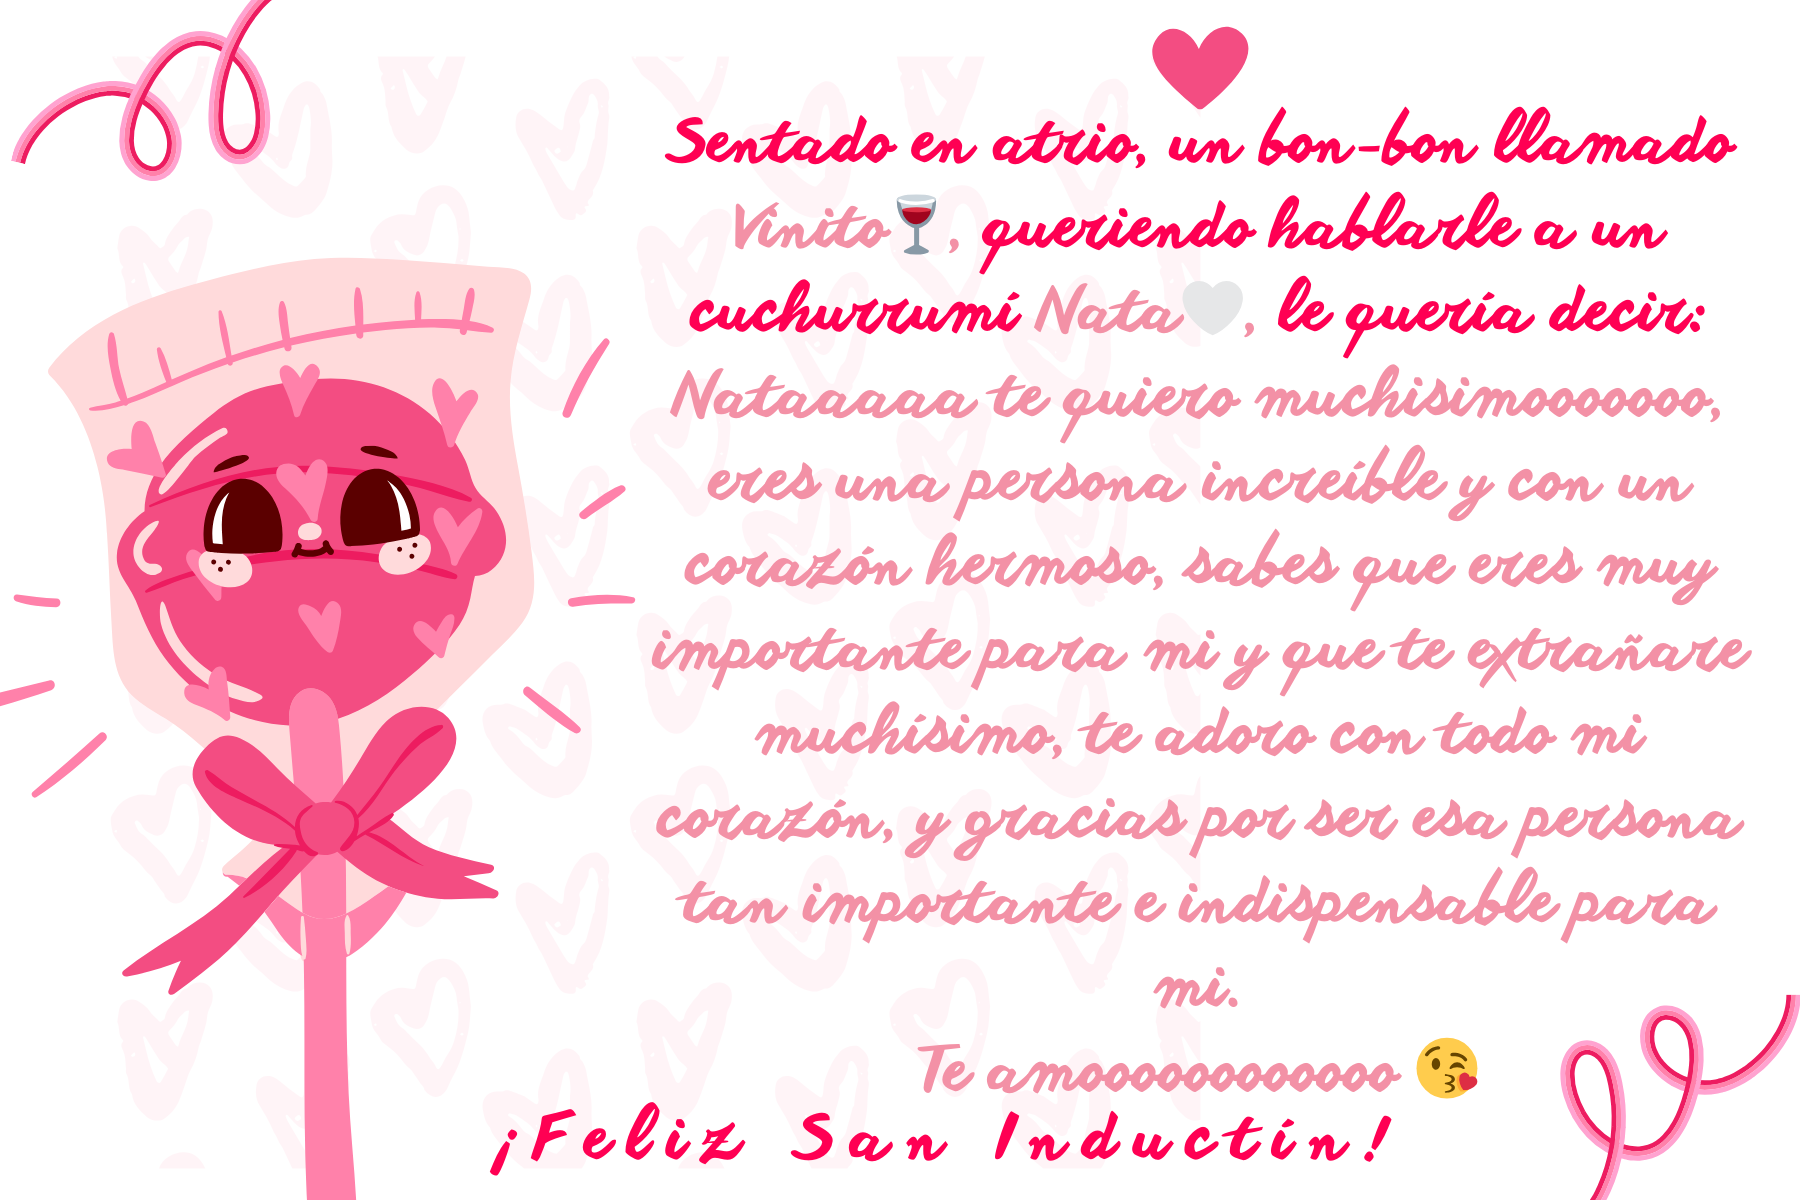 Sentado en atrio, un bon-bon llamado
Vinito🍷, queriendo hablarle a un
cuchurrumí Nata🤍, le quería decir:
Nataaaaa te quiero muchisimooooooo,
eres una persona increíble y con un
corazón hermoso, sabes que eres muy
importante para mi y que te extrañare
muchísimo, te adoro con todo mi
corazón, y gracias por ser esa persona
tan importante e indispensable para
mi.
Te amooooooooooooo 😘
¡Feliz San Inductín!